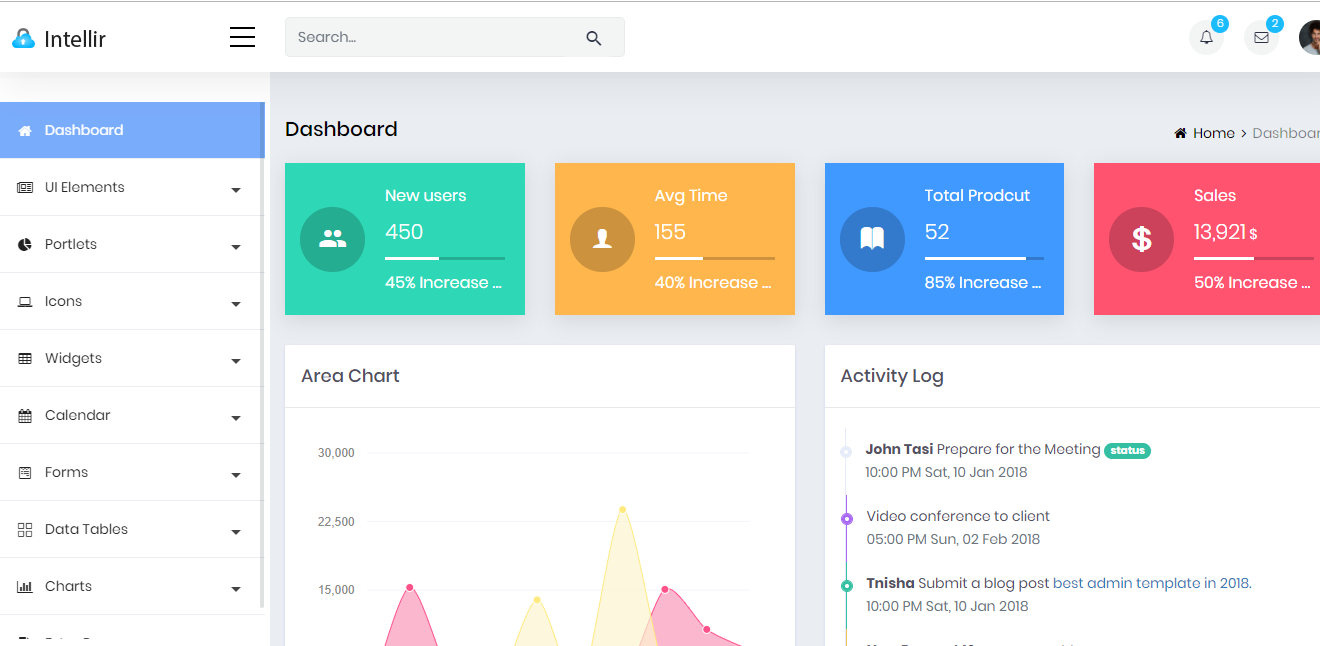 Intellir
Search...
6
2
Dashboard
UI Elements
Portlets
Icons
Widgets
Calendar
Forms
Data Tables
Charts
Dashboard
Home > Dashboar
New users
450
45% Increase ...
Avg Time
155
40% Increase ...
Total Prodcut
52
85% Increase ...
Sales
13,921 $
50% Increase ...
Area Chart
30,000
22,500
15,000
Activity Log
John Tasi Prepare for the Meeting status
10:00 PM Sat, 10 Jan 2018
Video conference to client
05:00 PM Sun, 02 Feb 2018
Tnisha Submit a blog post best admin template in 2018.
10:00 PM Sat, 10 Jan 2018